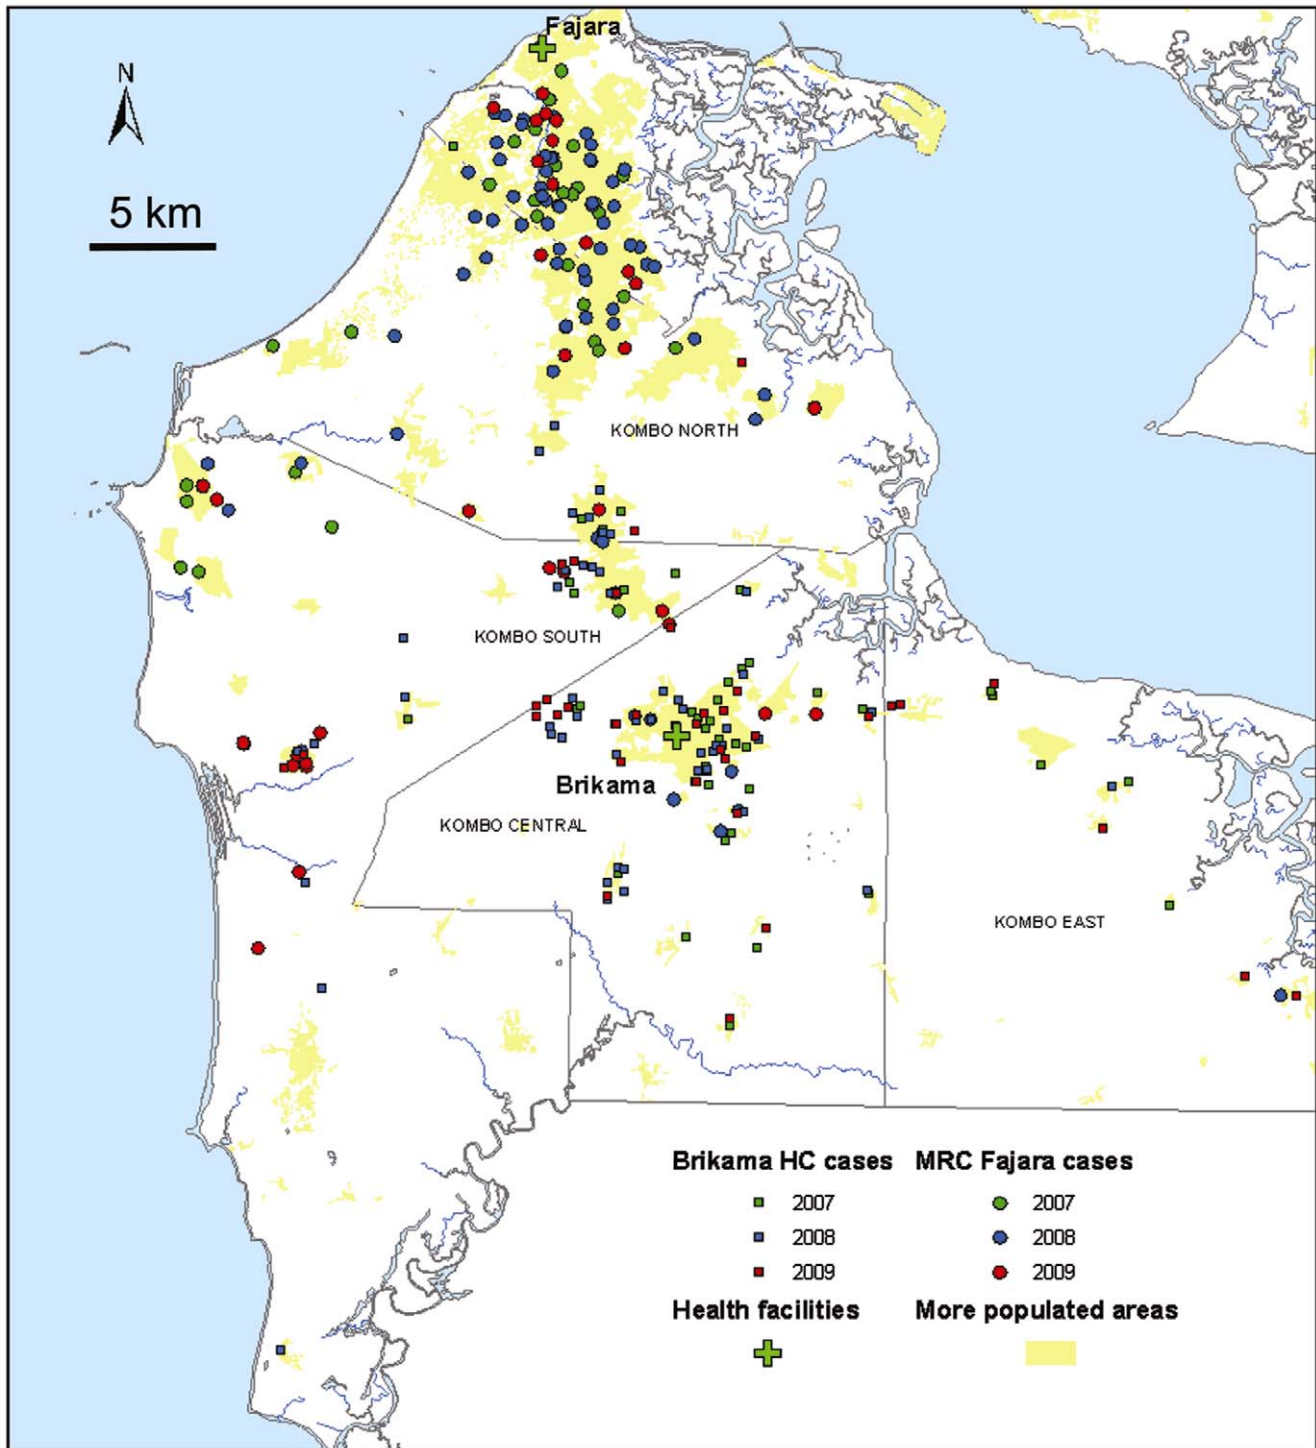 Fajara
N
5 km
KOMBO NORTH
KOMBO SOUTH
Brikama
KOMBO CENTRAL
KOMBO EAST
Brikama HC cases MRC Fajara cases
2007 2007
2008 2008
2009 2009
Health facilities More populated areas